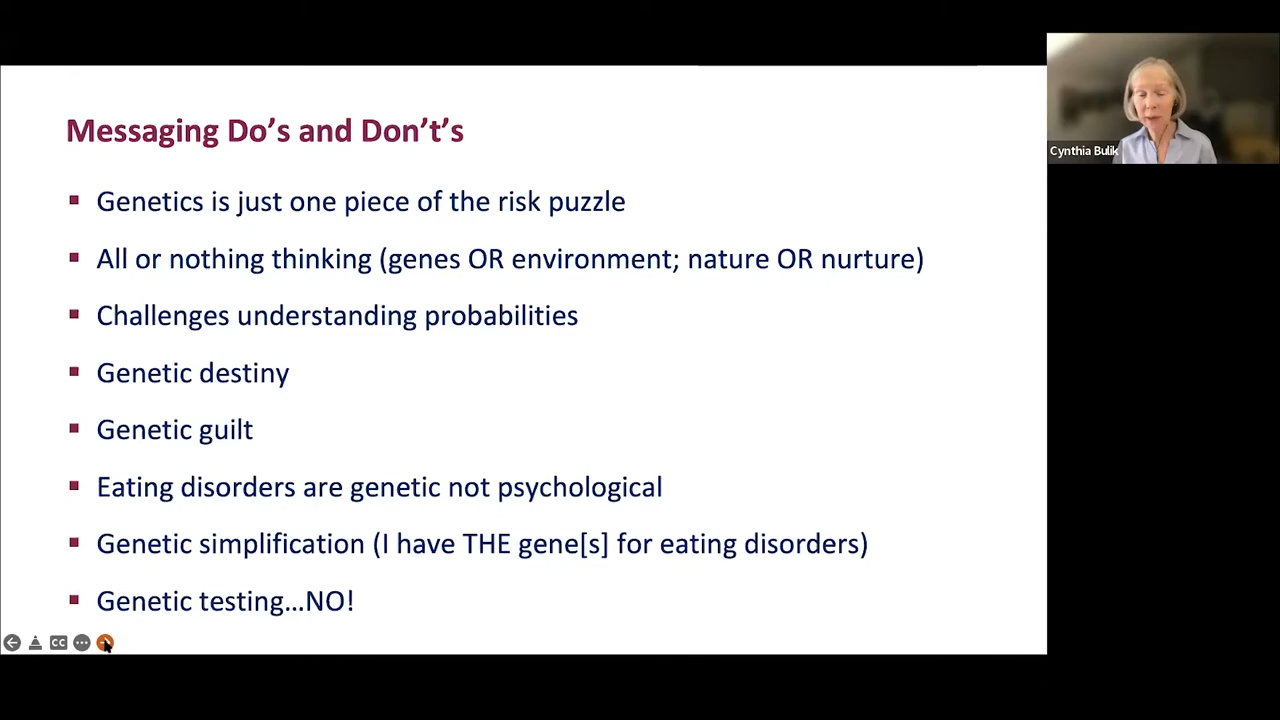 Messaging Do’s and Don’t’s
Genetics is just one piece of the risk puzzle
All or nothing thinking (genes OR environment; nature OR nurture)
Challenges understanding probabilities
Genetic destiny
Genetic guilt
Eating disorders are genetic not psychological
Genetic simplification (I have THE gene[s] for eating disorders)
Genetic testing…NO!
CC
Cynthia Bulik